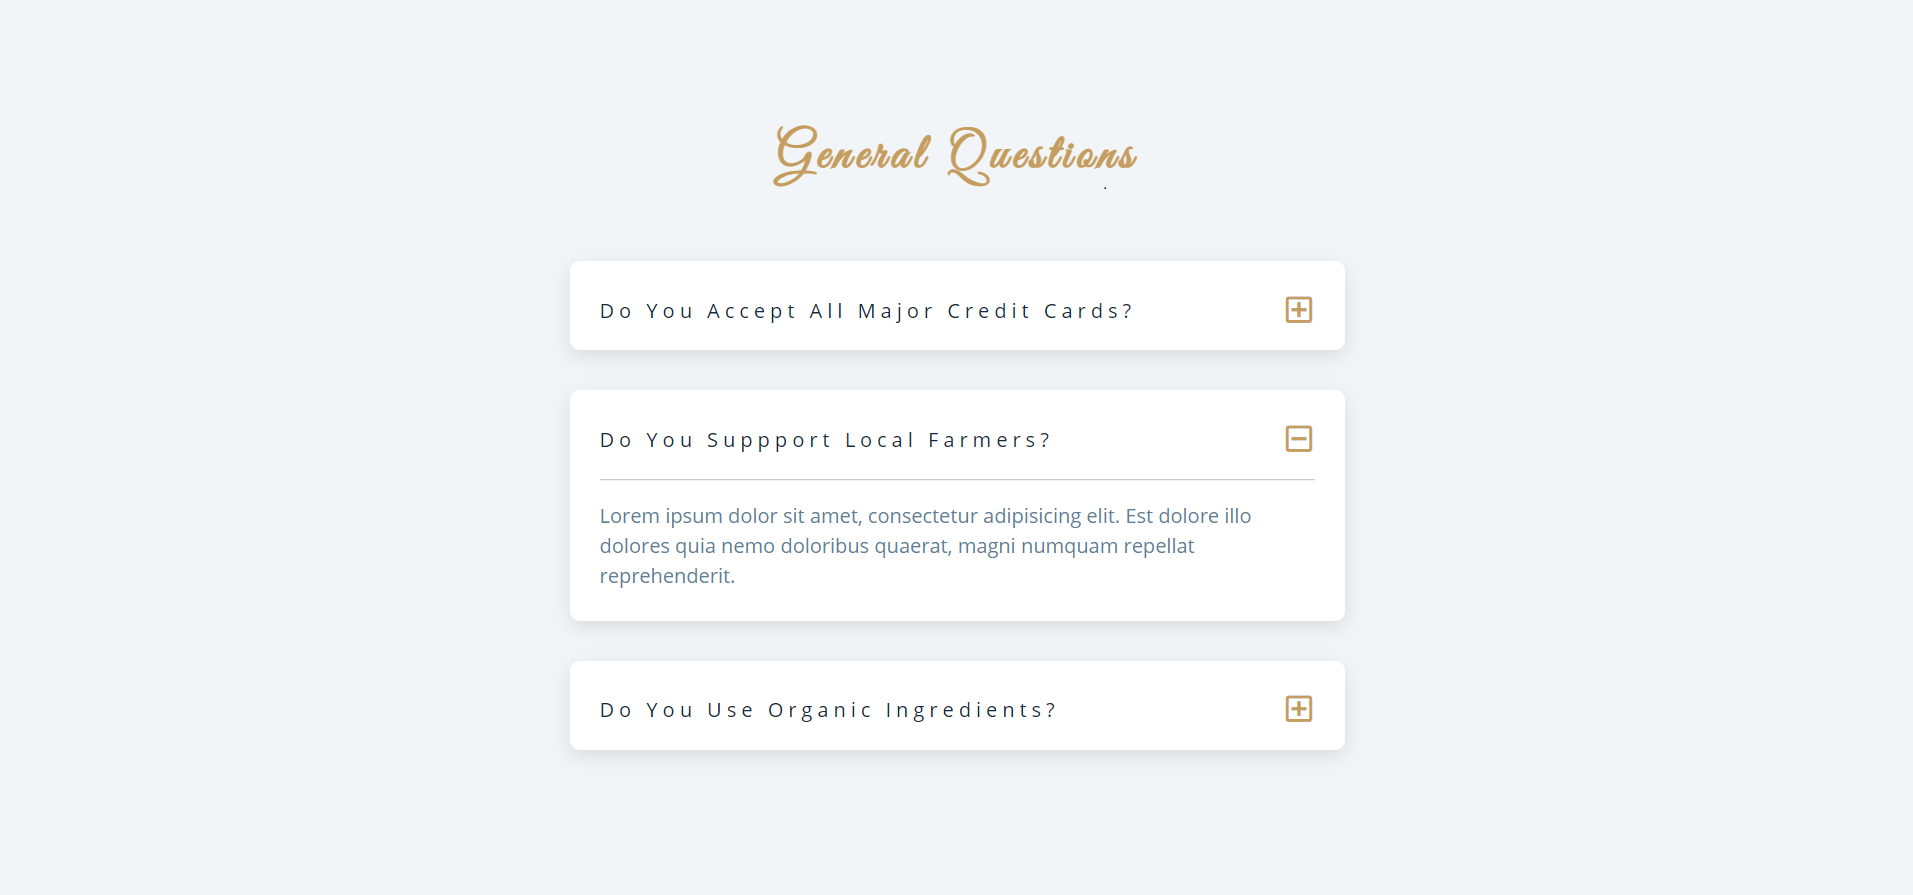 General Questions
.
Do You Accept All Major Credit Cards?
Do You Suppport Local Farmers?
Lorem ipsum dolor sit amet, consectetur adipisicing elit. Est dolore illo
dolores quia nemo doloribus quaerat, magni numquam repellat
reprehenderit.
Do You Use Organic Ingredients?